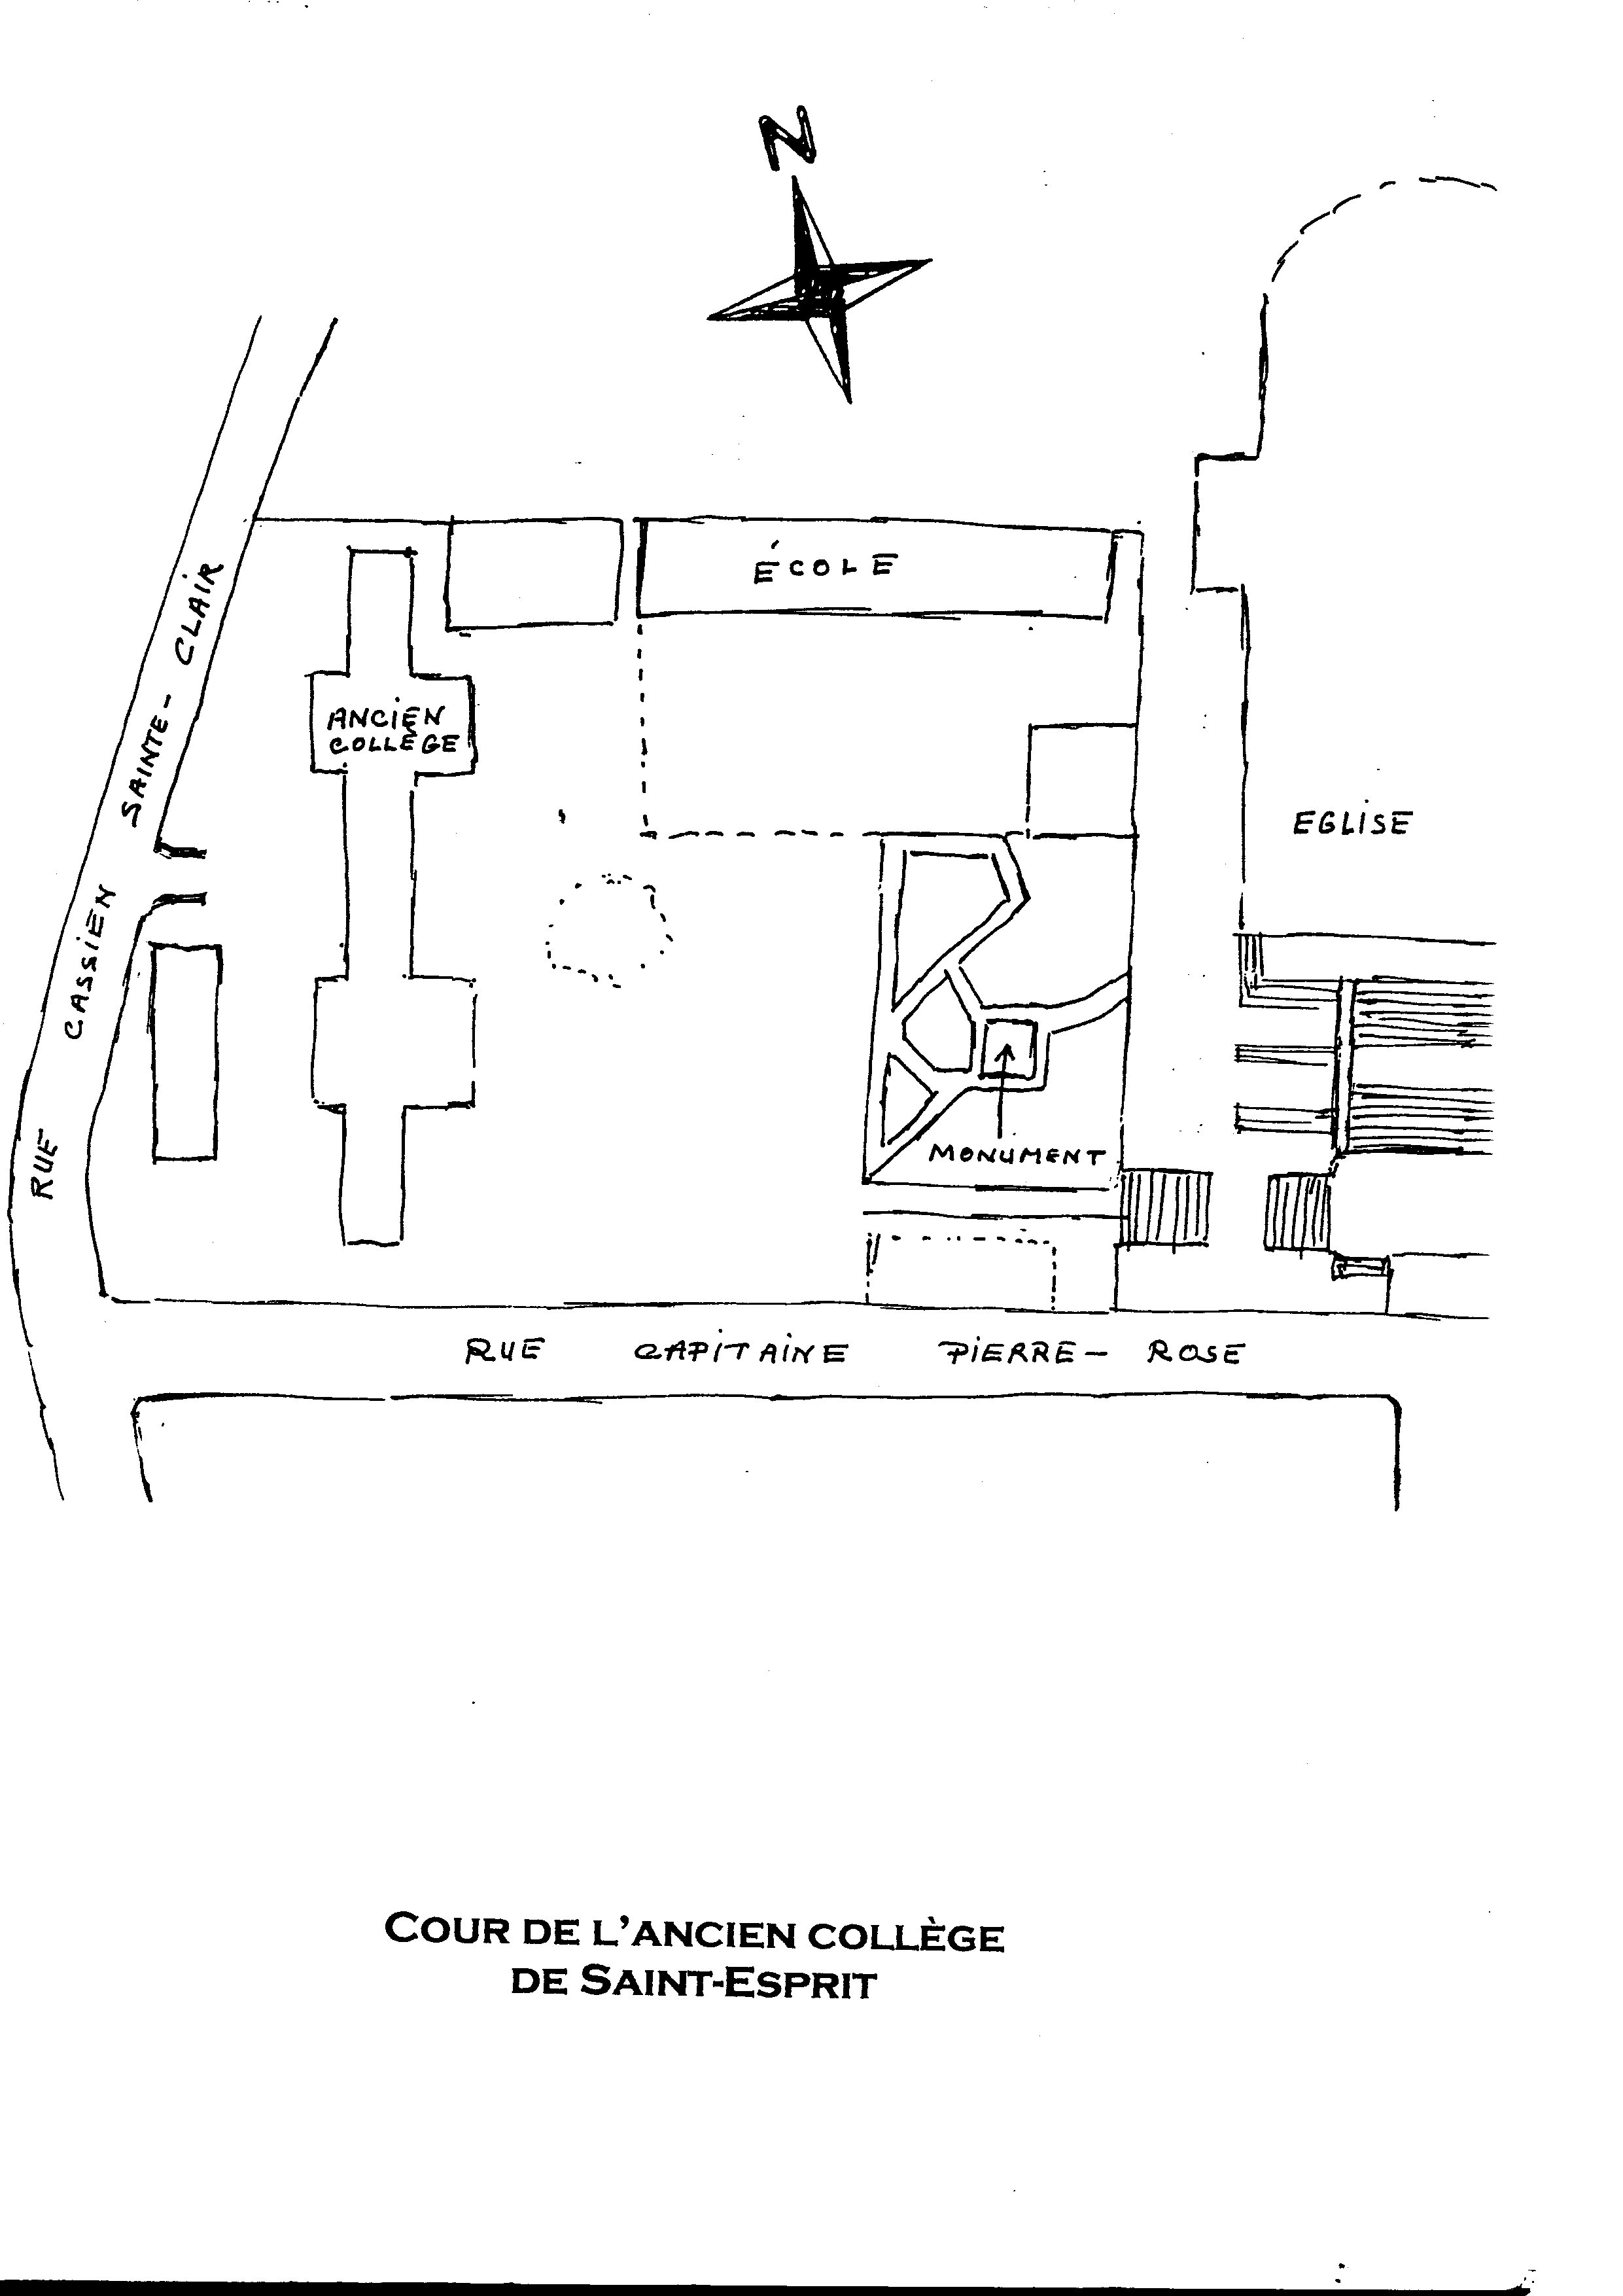 N
ÉCOLE
ANCIEN
COLLÈGE
RUE CASSIEN SAINTE-CLAIR
EGLISE
MONUMENT
RUE CAPITAINE PIERRE-ROSE
COUR DE L'ANCIEN COLLÈGE
DE SAINT-ESPRIT